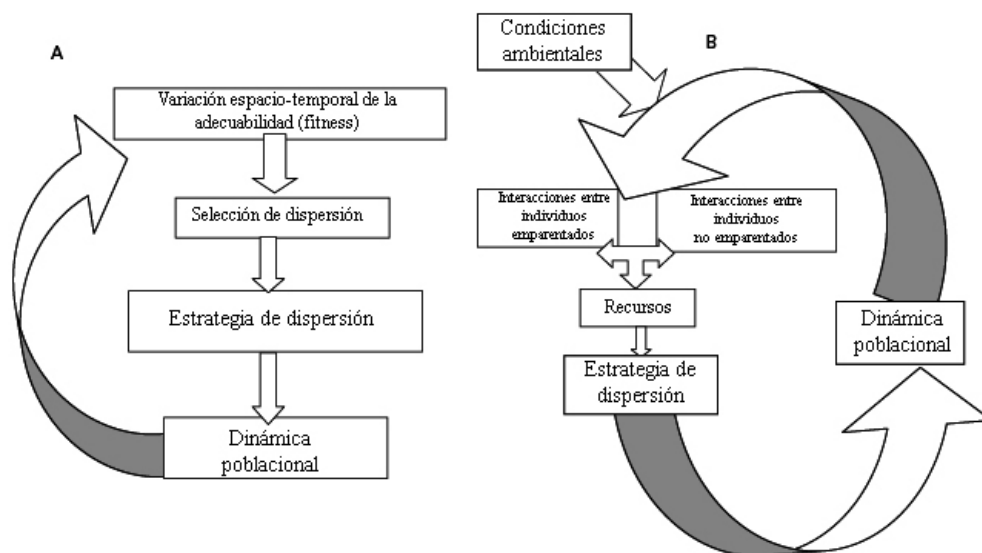 A
Variación espacio-temporal de la
adecuabilidad (fitness)
Selección de dispersión
Estrategia de dispersión
Dinámica
poblacional
B
Condiciones
ambientales
Interacciones entre
individuos
emparentados
Interacciones entre
individuos
no emparentados
Recursos
Estrategia de
dispersión
Dinámica
poblacional